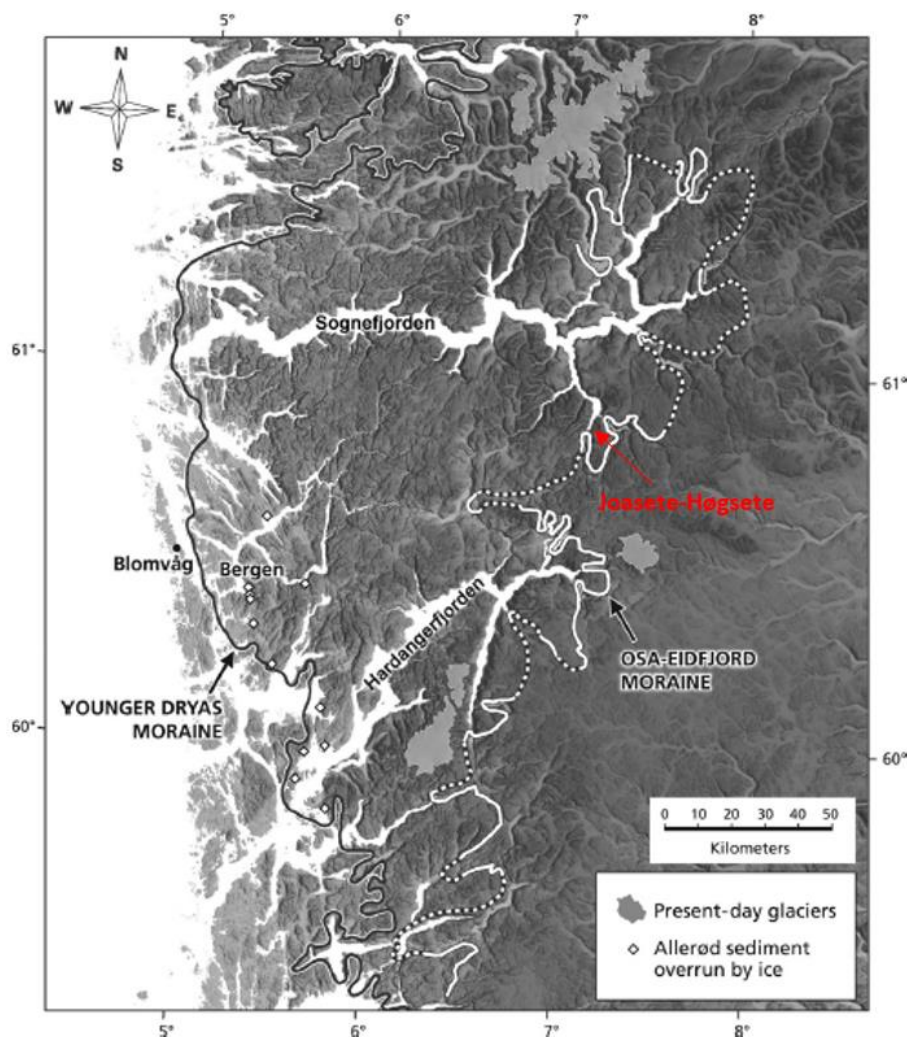 5° 6° 7° 8°
N
W E
S
Sognefjorden
61°
61°
Joasete-Høgsete
Blomvåg
Bergen
Hardangerfjorden
OSA-EIDFJORD
MORAINE
YOUNGER DRYAS
MORAINE
60°
60°
0 10 20 30 40 50
Kilometers
Present-day glaciers
Allerød sediment
overrun by ice
5° 6° 7° 8°